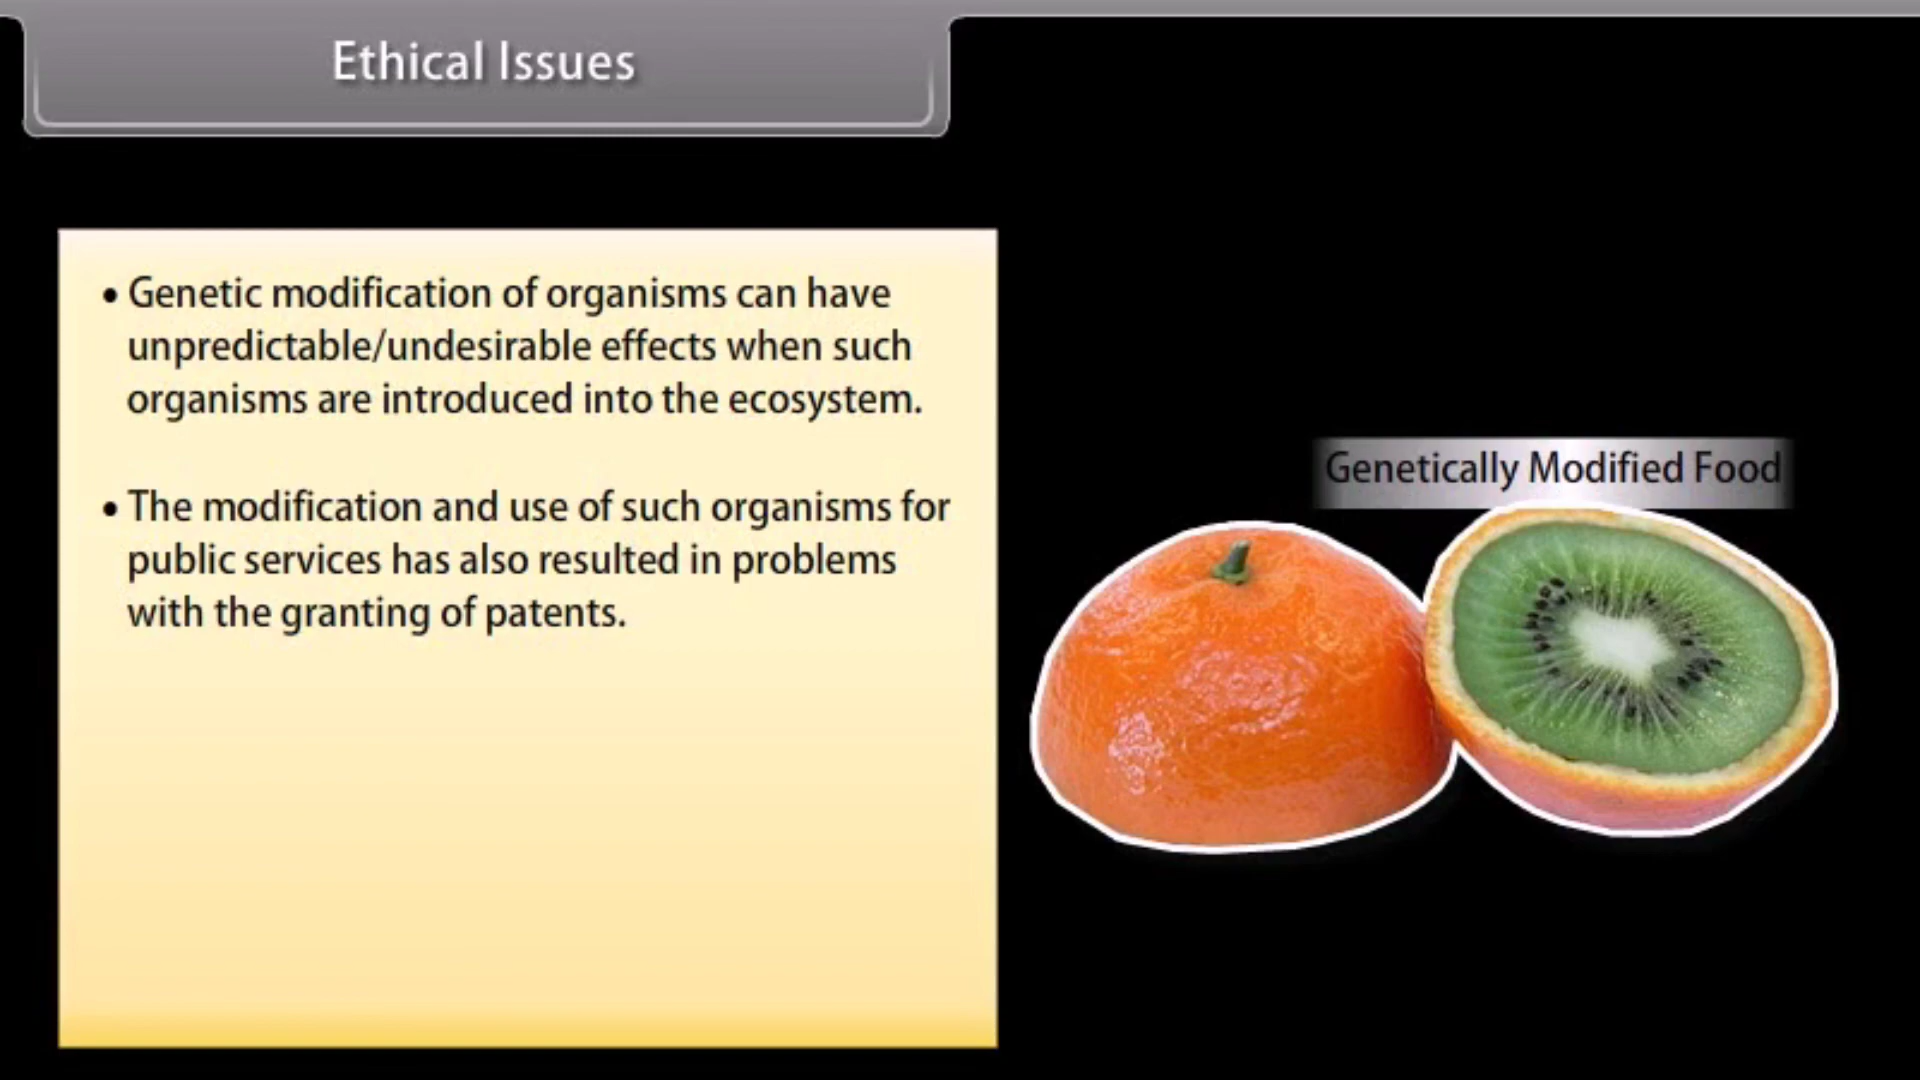 Ethical Issues
• Genetic modification of organisms can have
unpredictable/undesirable effects when such
organisms are introduced into the ecosystem.
• The modification and use of such organisms for
public services has also resulted in problems
with the granting of patents.
Genetically Modified Food